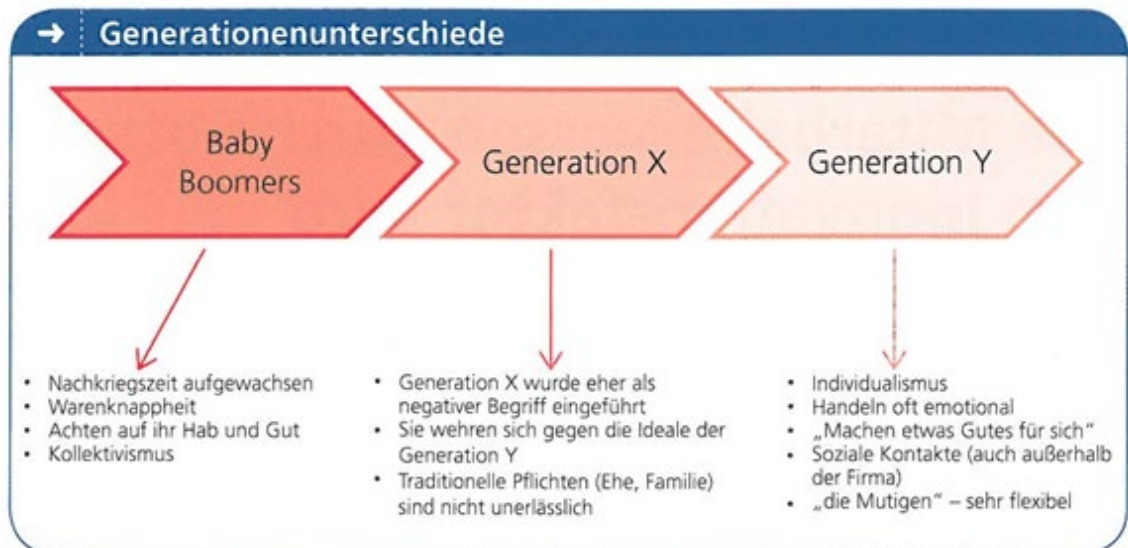 → Generationenunterschiede
Baby
Boomers
Generation X
Generation Y
• Nachkriegszeit aufgewachsen
• Warenknappheit
• Achten auf ihr Hab und Gut
• Kollektivismus
• Generation X wurde eher als
negativer Begriff eingeführt
• Sie wehren sich gegen die Ideale der
Generation Y
• Traditionelle Pflichten (Ehe, Familie)
sind nicht unerlässlich
• Individualismus
• Handeln oft emotional
• „Machen etwas Gutes für sich"
• Soziale Kontakte (auch außerhalb
der Firma)
• „die Mutigen" – sehr flexibel